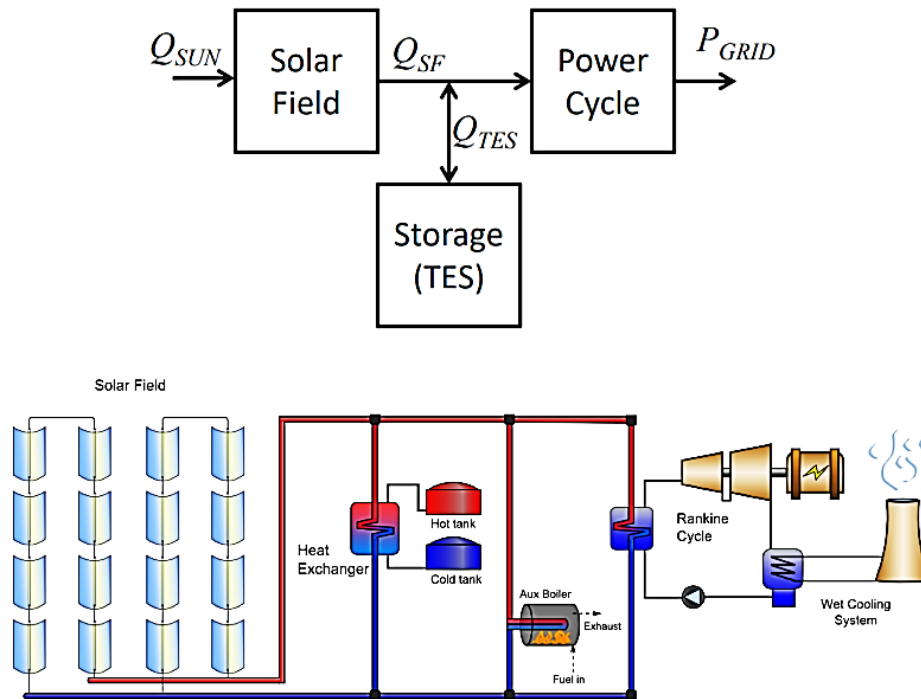 Q_SUN
Solar
Field
Q_SF
Power
Cycle
P_GRID
Q_TES
Storage
(TES)
Solar Field
Heat
Exchanger
Hot tank
Cold tank
Aux Boiler
Exhaust
Fuel in
Rankine
Cycle
Wet Cooling
System